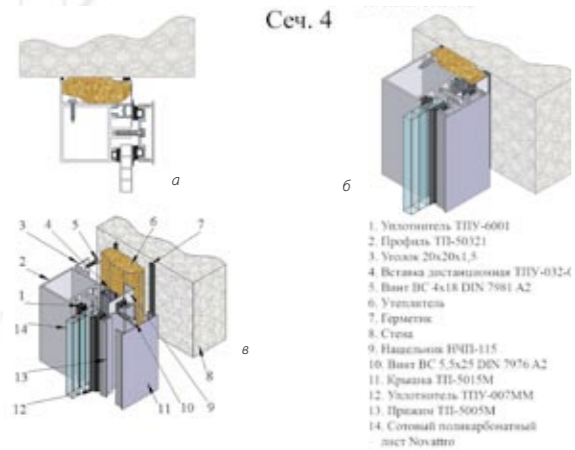 Сеч. 4
а
б
1. Уплотнитель ТПУ-6001
2. Профиль ТП-50321
3. Уголок 20x20x1,5
4. Вставка дистанционная ТПУ-032-
5. Винт ВС 4x18 DIN 7981 А2
6. Утеплитель
7. Герметик
8. Стена
9. Нащельник НЧП-115
10. Винт ВС 5,5x25 DIN 7976 А2
11. Крышка ТП-5015М
12. Уплотнитель ТПУ-007ММ
13. Прижим ТП-5005М
14. Сотовый поликарбонатный
лист Novattro
3 4 5 6 7
2
1
14
в
13
12
11 10 9 8